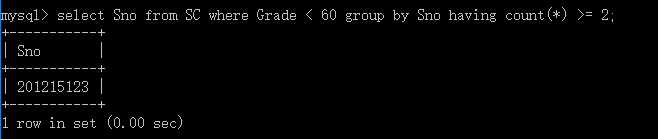 mysql> select Sno from SC where Grade < 60 group by Sno having count(*) >= 2;
+-----------+
| Sno       |
+-----------+
| 201215123 |
+-----------+
1 row in set (0.00 sec)